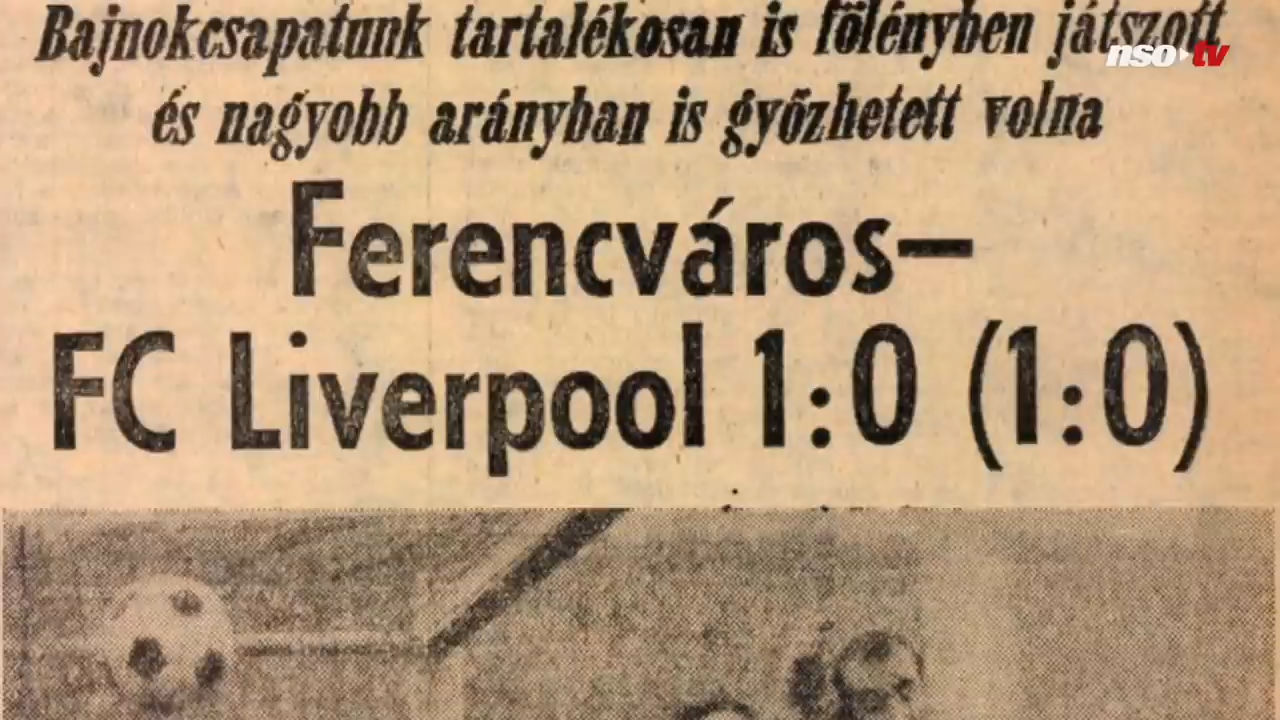 Bajnokcsapatunk tartalékosan is fölényben játszott
nso tv
és nagyobb arányban is győzhetett volna
Ferencváros—
FC Liverpool 1:0 (1:0)